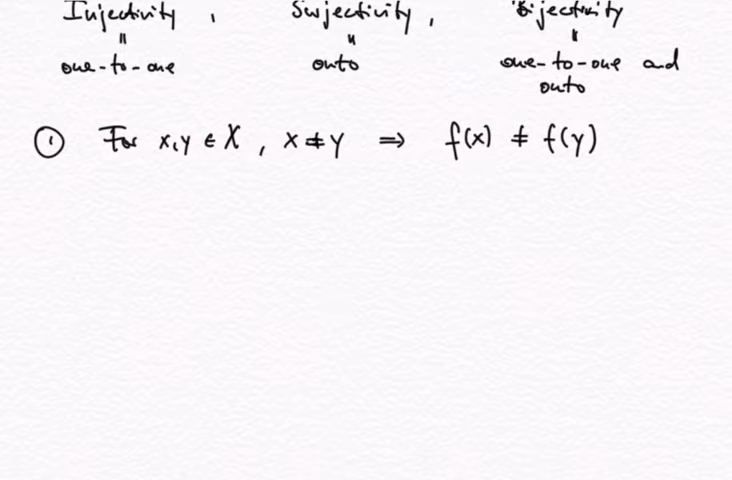 Injectivity , Surjectivity , Bijectivity
= = =
one-to-one onto one-to-one and
onto
① For x,y ∈ X , x ≠ y ⇒ f(x) ≠ f(y)